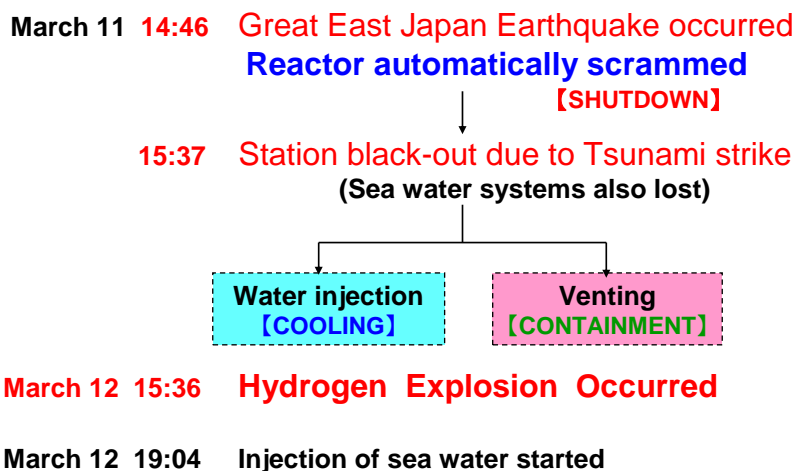 March 11 14:46 Great East Japan Earthquake occurred
Reactor automatically scrammed
【SHUTDOWN】
15:37 Station black-out due to Tsunami strike
(Sea water systems also lost)
Water injection
【COOLING】
Venting
【CONTAINMENT】
March 12 15:36 Hydrogen Explosion Occurred
March 12 19:04 Injection of sea water started